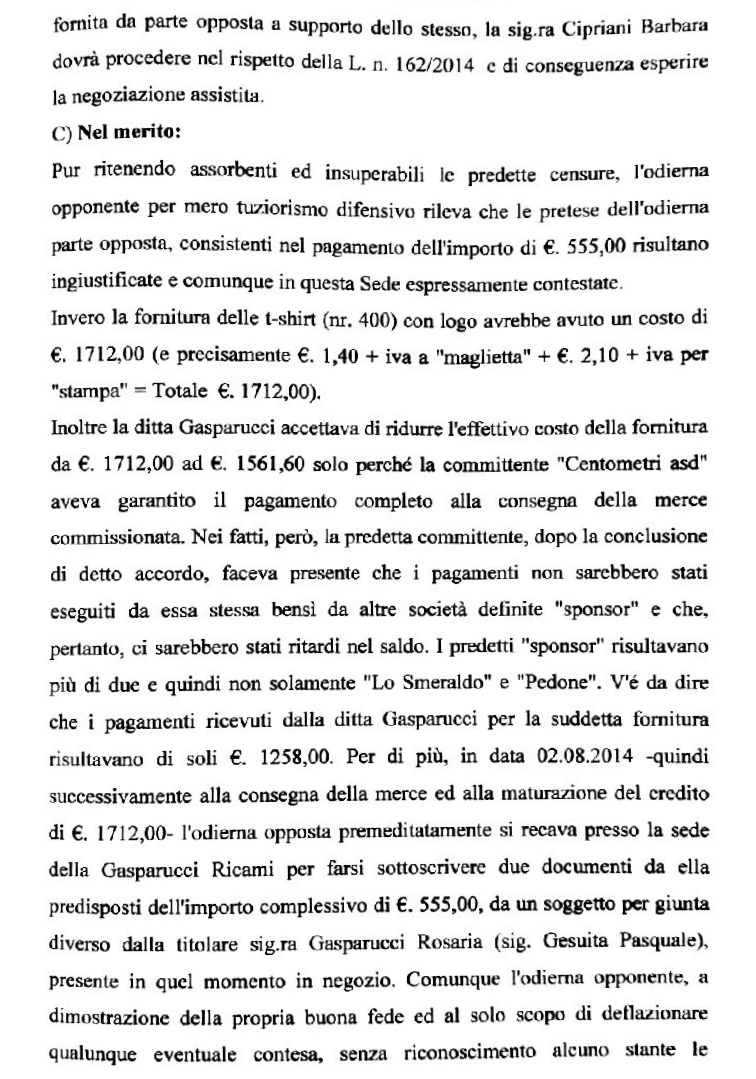 fornita da parte opposta a supporto dello stesso, la sig.ra Cipriani Barbara
dovrà procedere nel rispetto della L. n. 162/2014 e di conseguenza esperire
la negoziazione assistita.
C) Nel merito:
Pur ritenendo assorbenti ed insuperabili le predette censure, l'odierna
opponente per mero tuziorismo difensivo rileva che le pretese dell'odierna
parte opposta, consistenti nel pagamento dell'importo di €. 555,00 risultano
ingiustificate e comunque in questa Sede espressamente contestate.
Invero la fornitura delle t-shirt (nr. 400) con logo avrebbe avuto un costo di
€. 1712,00 (e precisamente €. 1,40 + iva a "maglietta" + €. 2,10 + iva per
"stampa" = Totale €. 1712,00).
Inoltre la ditta Gasparucci accettava di ridurre l'effettivo costo della fornitura
da €. 1712,00 ad €. 1561,60 solo perché la committente "Centometri asd"
aveva garantito il pagamento completo alla consegna della merce
commissionata. Nei fatti, però, la predetta committente, dopo la conclusione
di detto accordo, faceva presente che i pagamenti non sarebbero stati
eseguiti da essa stessa bensì da altre società definite "sponsor" e che,
pertanto, ci sarebbero stati ritardi nel saldo. I predetti "sponsor" risultavano
più di due e quindi non solamente "Lo Smeraldo" e "Pedone". V'é da dire
che i pagamenti ricevuti dalla ditta Gasparucci per la suddetta fornitura
risultavano di soli €. 1258,00. Per di più, in data 02.08.2014 -quindi
successivamente alla consegna della merce ed alla maturazione del credito
di €. 1712,00- l'odierna opposta premeditatamente si recava presso la sede
della Gasparucci Ricami per farsi sottoscrivere due documenti da ella
predisposti dell'importo complessivo di €. 555,00, da un soggetto per giunta
diverso dalla titolare sig.ra Gasparucci Rosaria (sig. Gesuita Pasquale),
presente in quel momento in negozio. Comunque l'odierna opponente, a
dimostrazione della propria buona fede ed al solo scopo di deflazionare
qualunque eventuale contesa, senza riconoscimento alcuno stante le